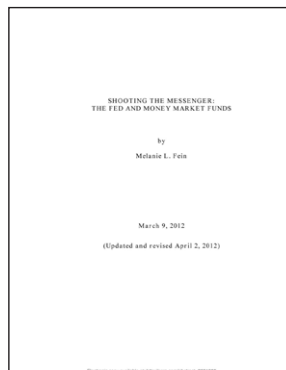 SHOOTING THE MESSENGER:
THE FED AND MONEY MARKET FUNDS
by
Melanie L. Fein
March 9, 2012
(Updated and revised April 2, 2012)